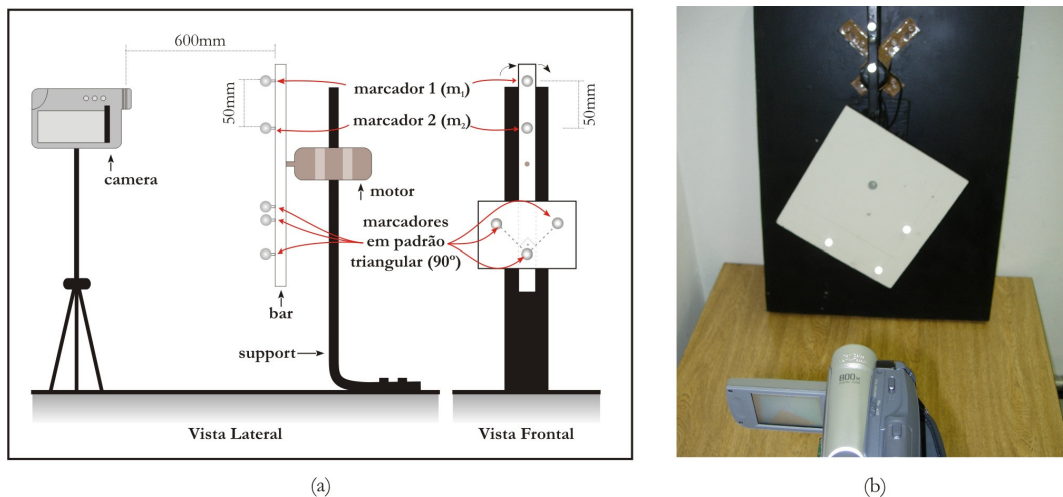 600mm
50mm
marcador 1 (m₁)
marcador 2 (m₂)
50mm
camera
motor
marcadores
em padrão
triangular (90º)
bar
support
Vista Lateral
Vista Frontal
800x
(a)
(b)